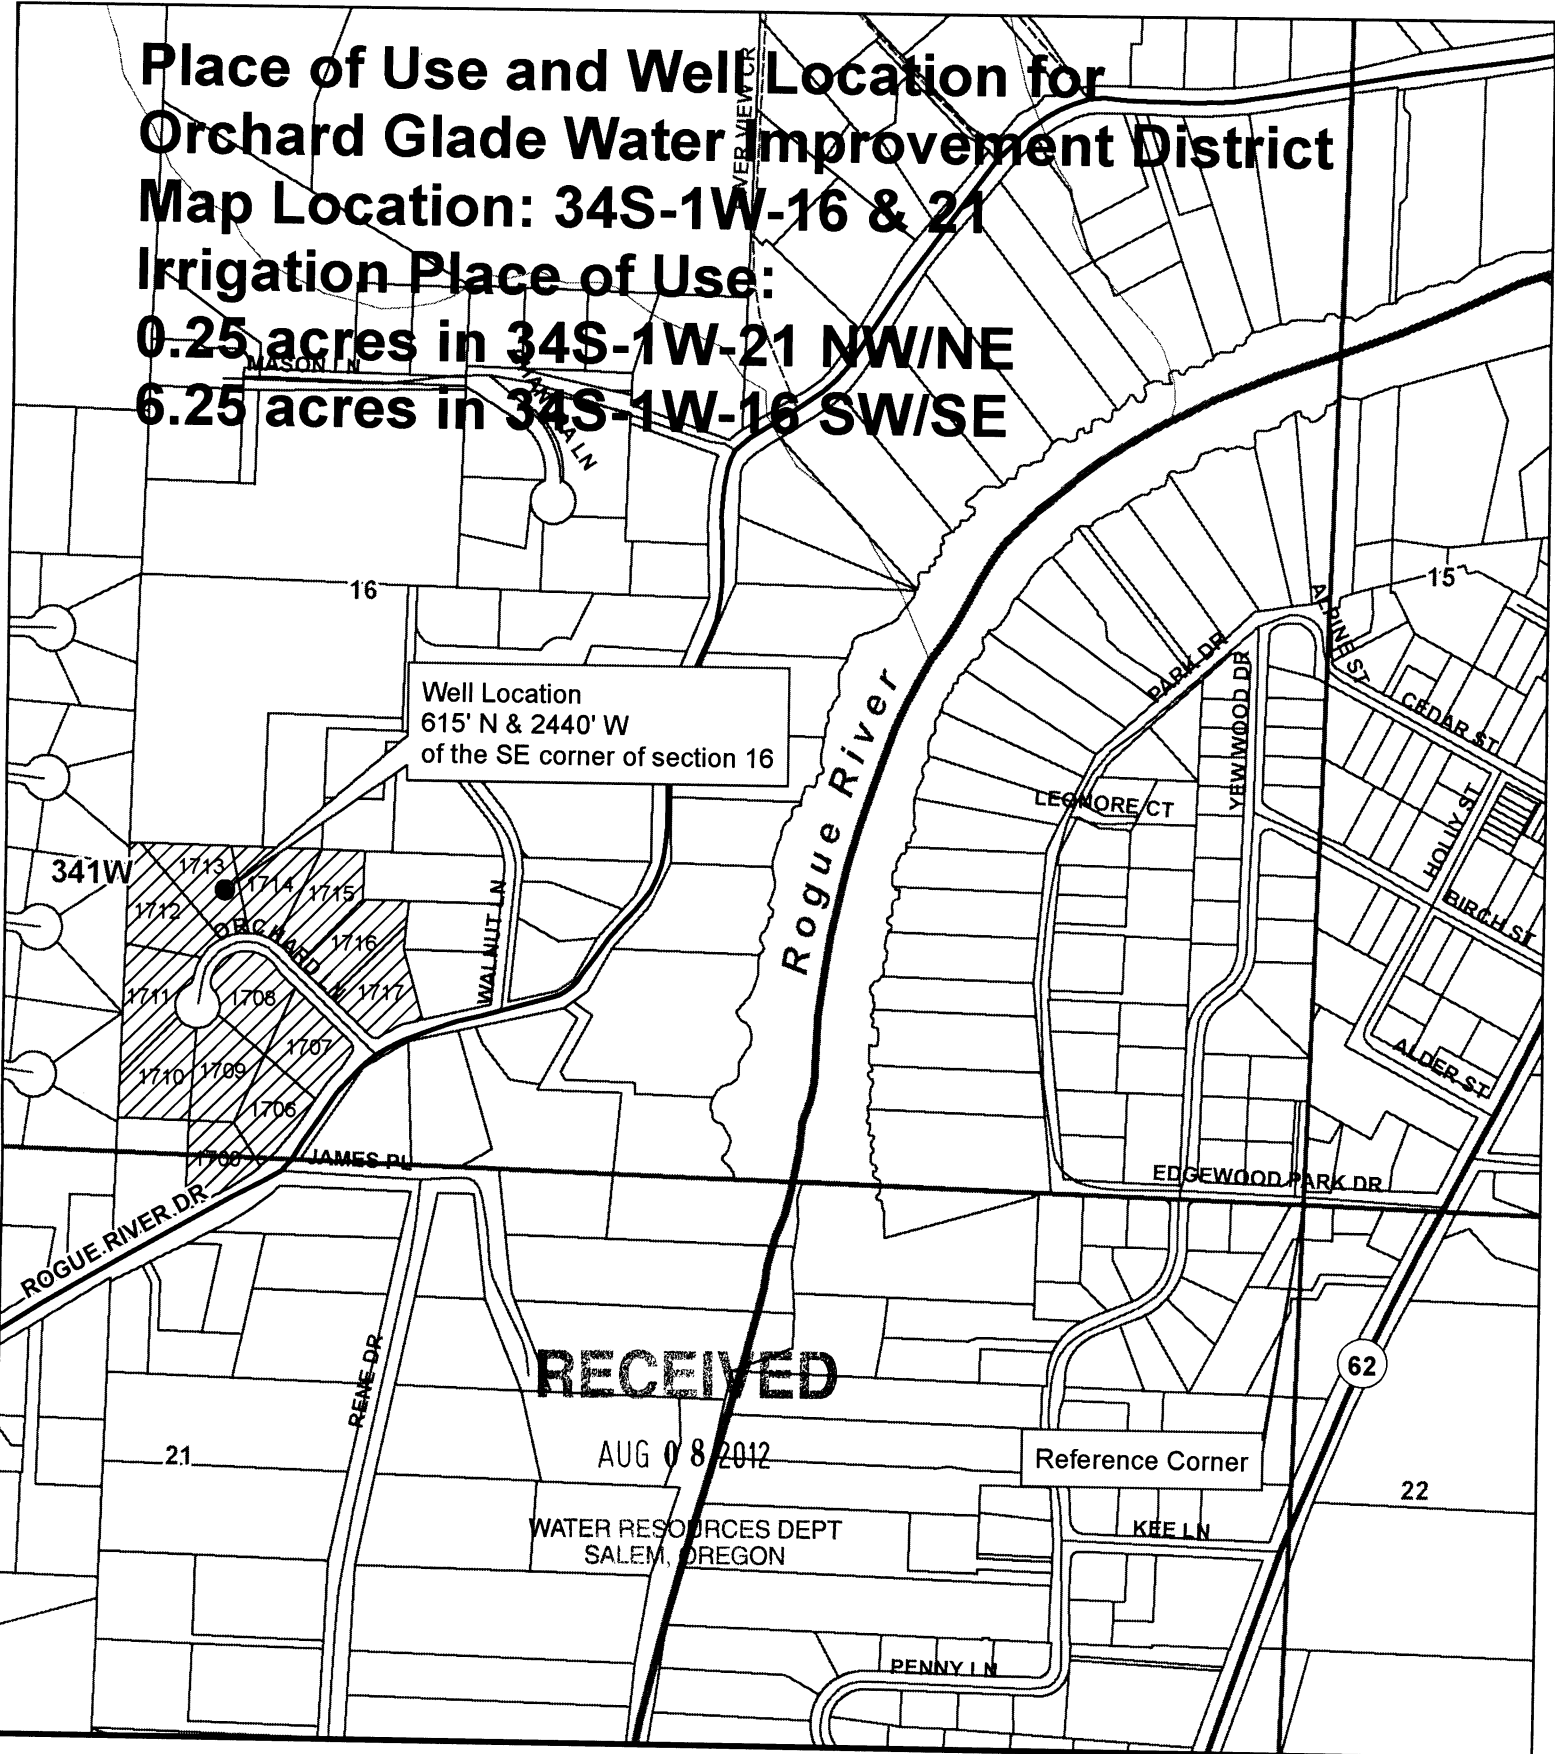 Place of Use and Well Location for
Orchard Glade Water Improvement District
Map Location: 34S-1W-16 & 21
Irrigation Place of Use:
0.25 acres in 34S-1W-21 NW/NE
6.25 acres in 34S-1W-16 SW/SE
MASON LN
16
15
Well Location
615' N & 2440' W
of the SE corner of section 16
Rogue River
PARK DR
YEWWOOD DR
ALPINE ST
CEDAR ST
LEONORE CT
HOLLY ST
BIRCH ST
ALDER ST
341W
1713
1714
1715
1712
ORCHARD
1716
WALNUT LN
1711
1708
1717
1707
1710
1709
1706
JAMES PL
EDGEWOOD PARK DR
ROGUE RIVER DR
RENE DR
RECEIVED
62
21
AUG 08 2012
Reference Corner
22
WATER RESOURCES DEPT
SALEM, OREGON
KEE LN
PENNY LN